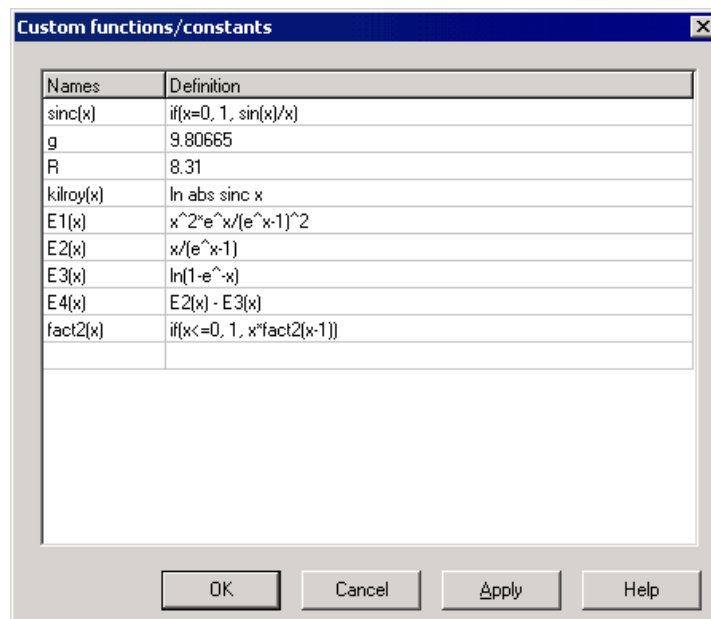 Custom functions/constants
Names Definition
sinc(x) if(x=0, 1, sin(x)/x)
g 9.80665
R 8.31
kilroy(x) ln abs sinc x
E1(x) x^2*e^x/(e^x-1)^2
E2(x) x/(e^x-1)
E3(x) ln(1-e^-x)
E4(x) E2(x) - E3(x)
fact2(x) if(x<=0, 1, x*fact2(x-1))
OK Cancel Apply Help